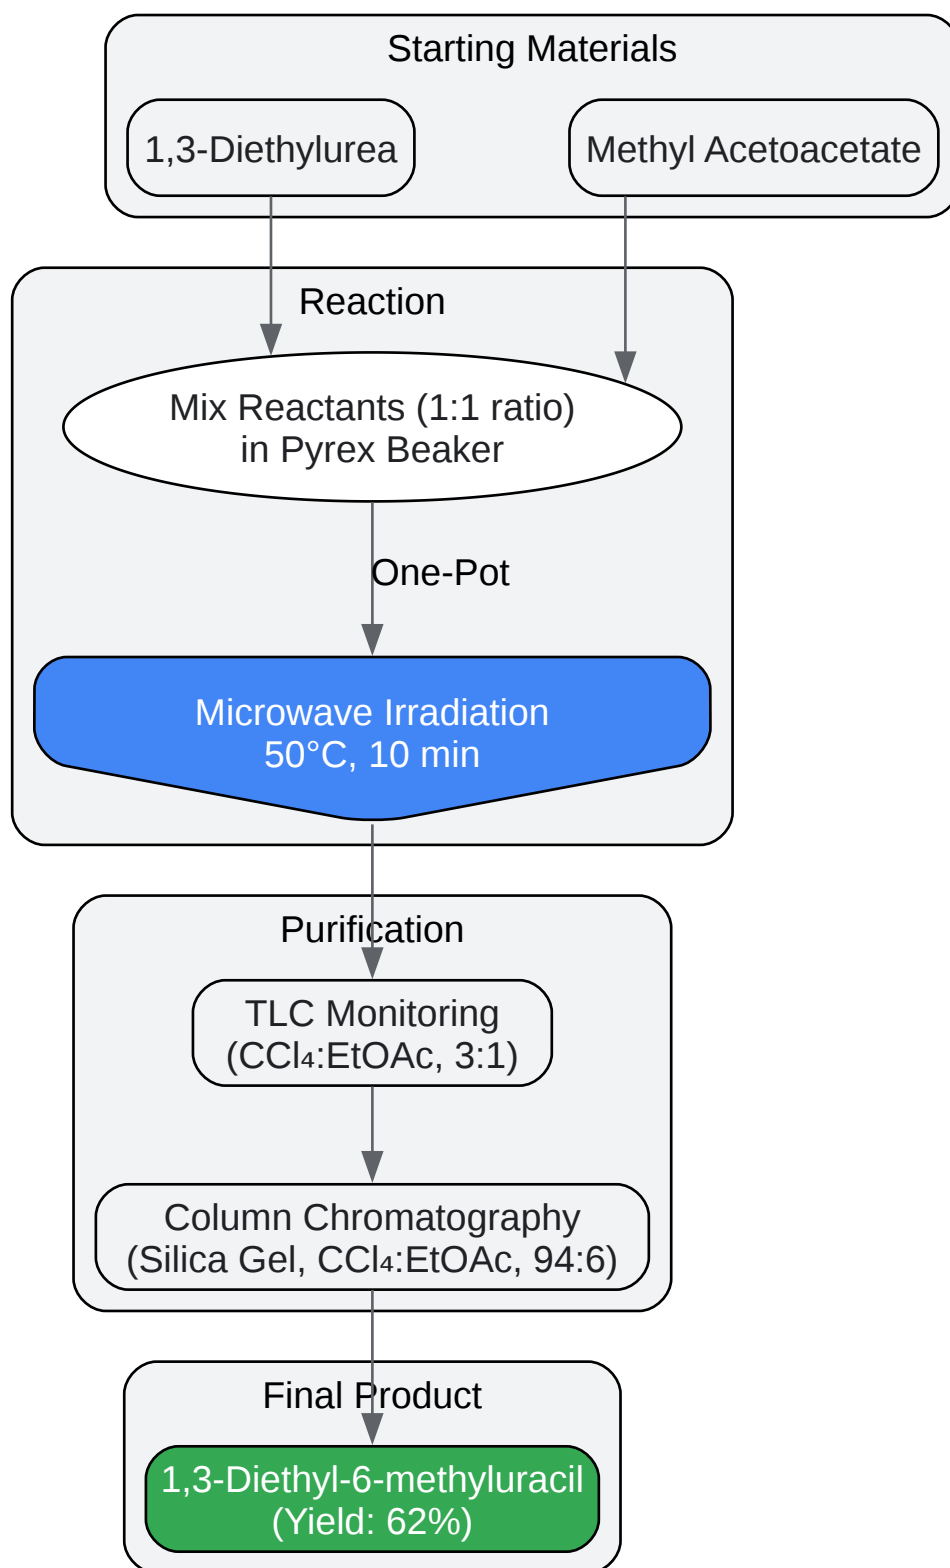 Starting Materials
1,3-Diethylurea
Methyl Acetoacetate
Reaction
Mix Reactants (1:1 ratio)
in Pyrex Beaker
One-Pot
Microwave Irradiation
50°C, 10 min
Purification
TLC Monitoring
(CCl₄:EtOAc, 3:1)
Column Chromatography
(Silica Gel, CCl₄:EtOAc, 94:6)
Final Product
1,3-Diethyl-6-methyluracil
(Yield: 62%)